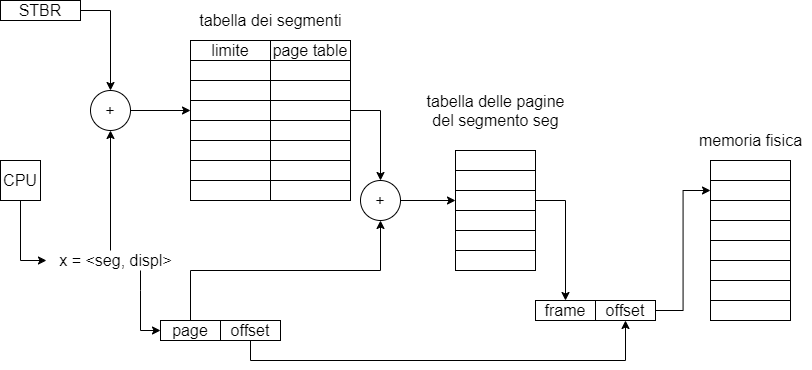 STBR
tabella dei segmenti
limite
page table
+
tabella delle pagine
del segmento seg
memoria fisica
CPU
+
x = <seg, displ>
page
offset
frame
offset